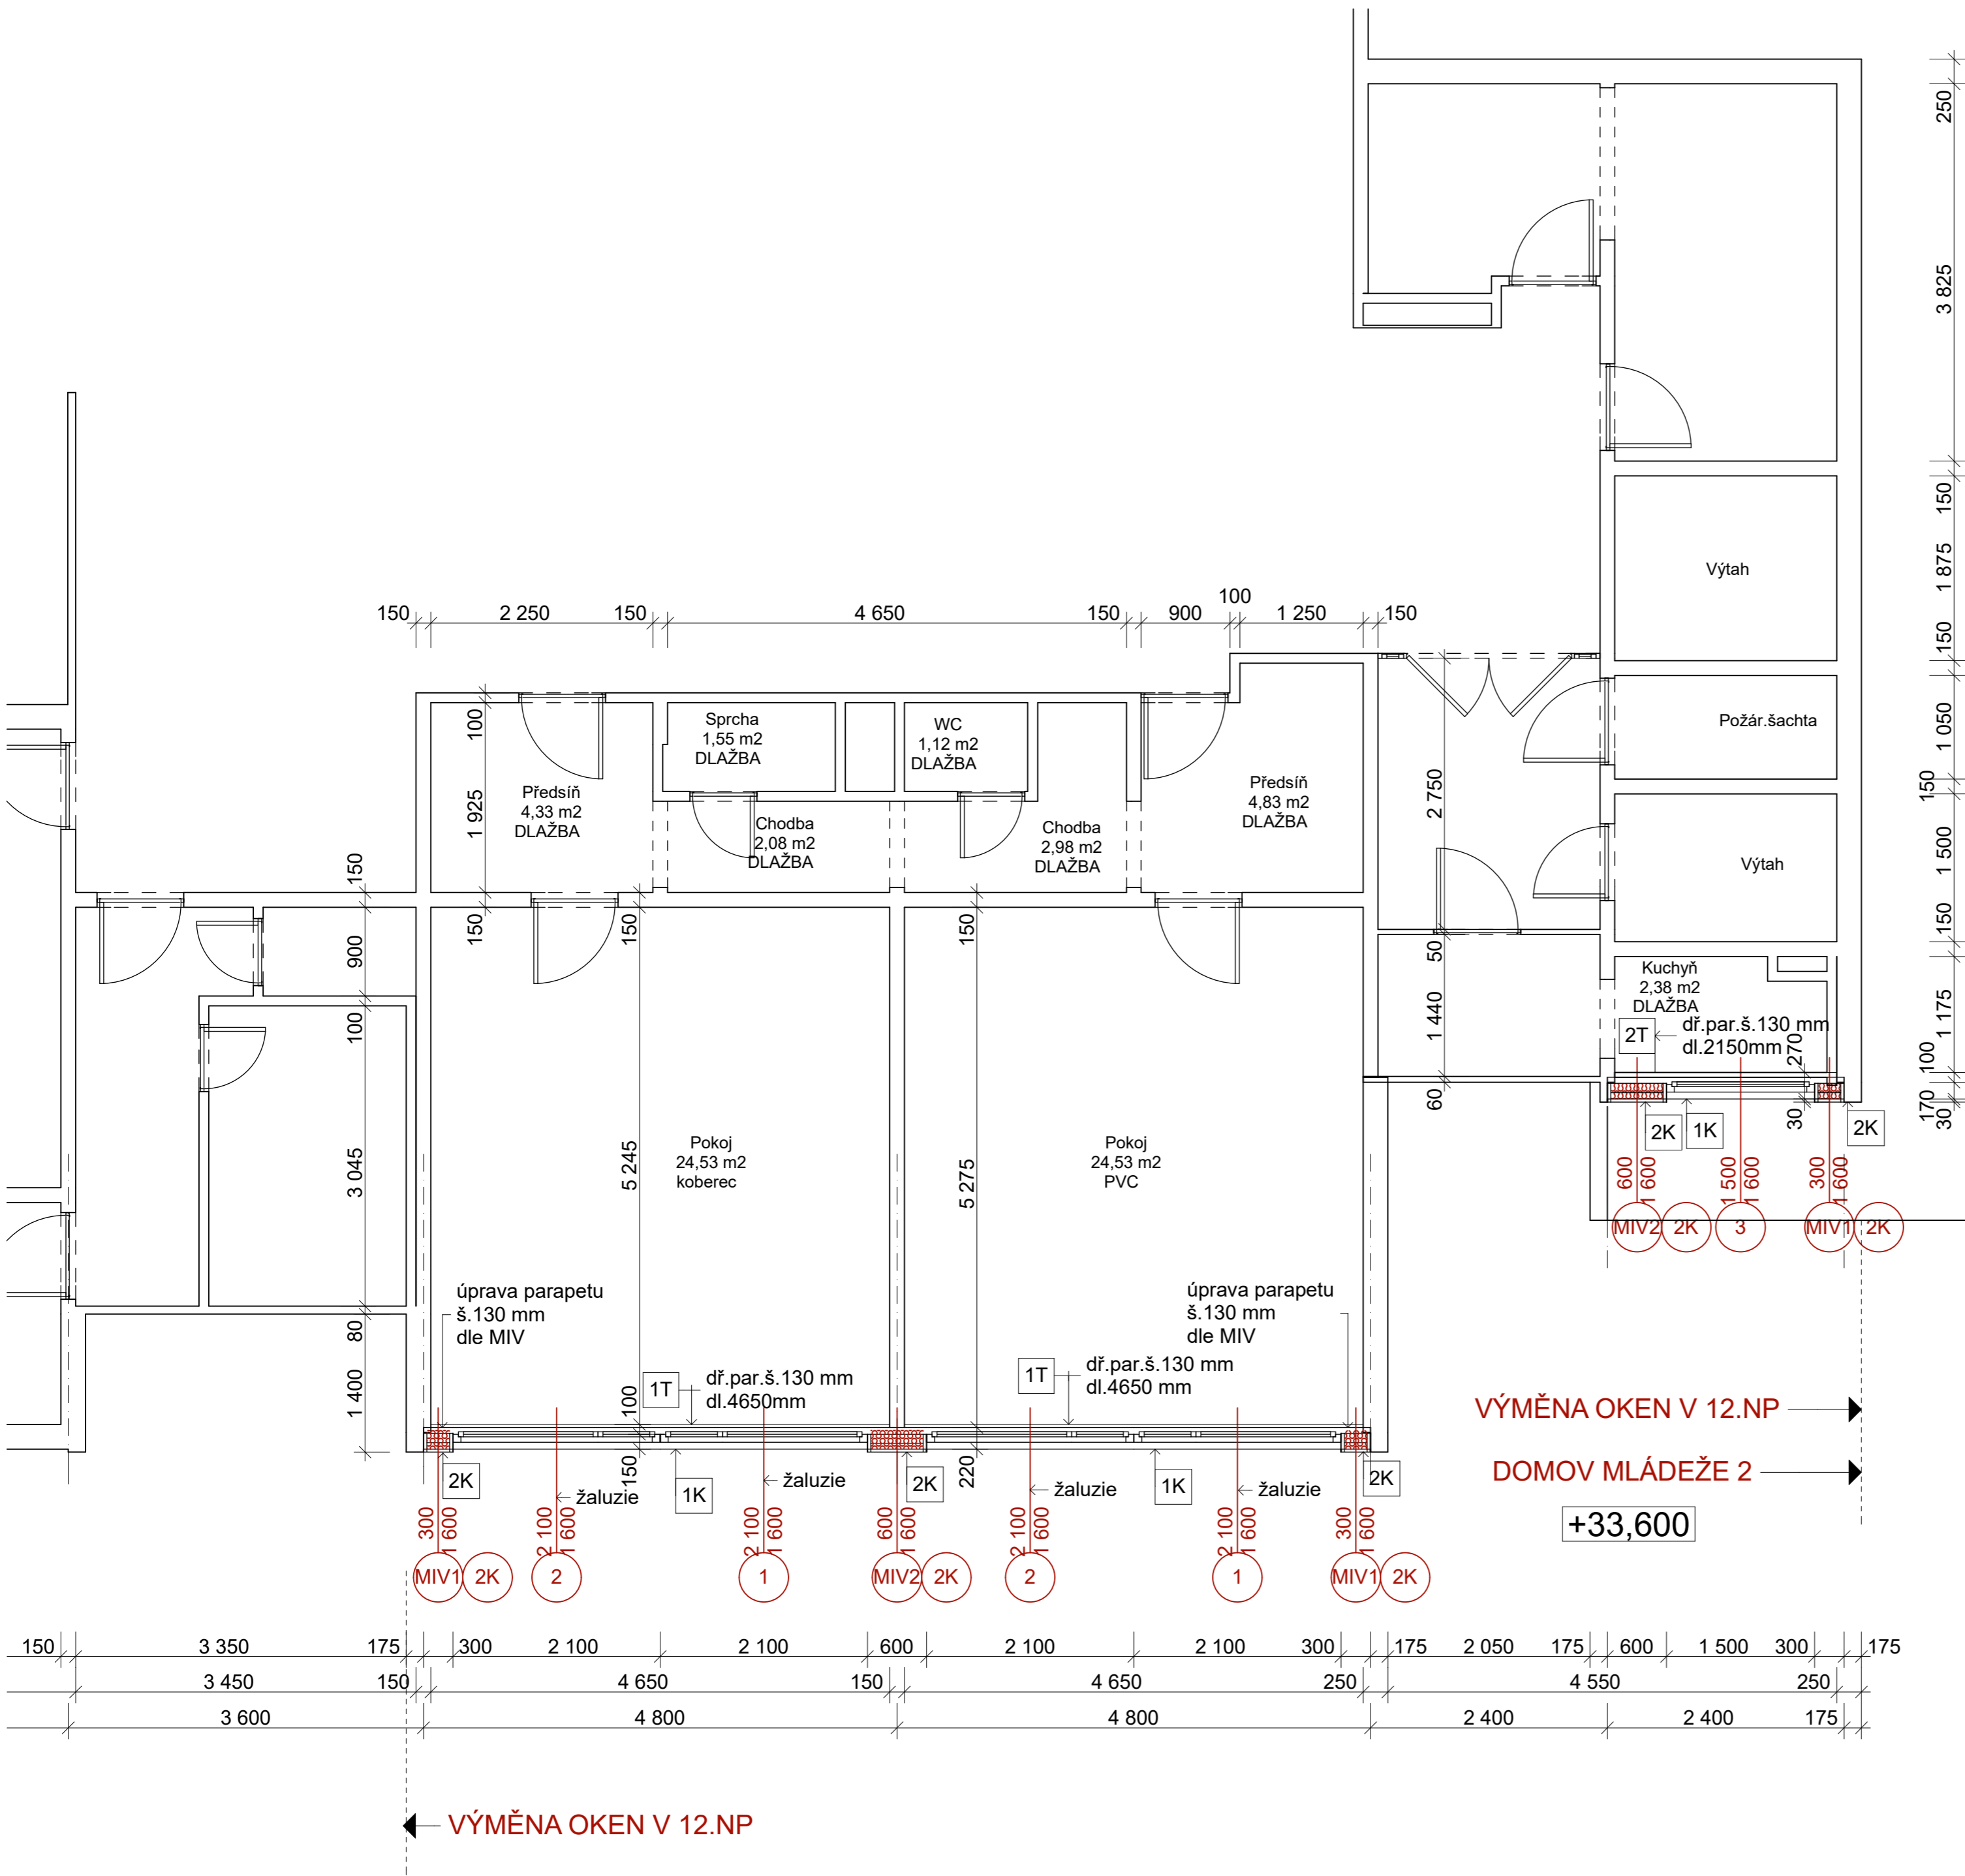 250
3 825
150
1 875
150
1 050
150
1 500
150
1 175
100
170
30
Výtah
Požár.šachta
Výtah
150
2 250
150
4 650
150
900
100
1 250
150
100
1 925
150
Sprcha
1,55 m2
DLAŽBA
WC
1,12 m2
DLAŽBA
Předsíň
4,33 m2
DLAŽBA
Chodba
2,08 m2
DLAŽBA
Chodba
2,98 m2
DLAŽBA
Předsíň
4,83 m2
DLAŽBA
2 750
50
1 440
60
Kuchyň
2,38 m2
DLAŽBA
2T
dř.par.š.130 mm
dl.2150mm
270
30
2K
1K
2K
600
1 600
1 500
1 600
300
1 600
MIV2
2K
3
MIV1
2K
150
900
100
3 045
80
1 400
150
5 245
100
150
150
5 275
220
Pokoj
24,53 m2
koberec
Pokoj
24,53 m2
PVC
úprava parapetu
š.130 mm
dle MIV
úprava parapetu
š.130 mm
dle MIV
1T
dř.par.š.130 mm
dl.4650mm
1T
dř.par.š.130 mm
dl.4650 mm
2K
žaluzie
1K
žaluzie
2K
žaluzie
1K
žaluzie
2K
300
1 600
2 100
1 600
2 100
1 600
600
1 600
2 100
1 600
2 100
1 600
300
1 600
MIV1
2K
2
1
MIV2
2K
2
1
MIV1
2K
VÝMĚNA OKEN V 12.NP
DOMOV MLÁDEŽE 2
+33,600
150
3 350
175
300
2 100
2 100
600
2 100
2 100
300
175
2 050
175
600
1 500
300
175
3 450
150
4 650
150
4 650
250
4 550
250
3 600
4 800
4 800
2 400
2 400
175
VÝMĚNA OKEN V 12.NP